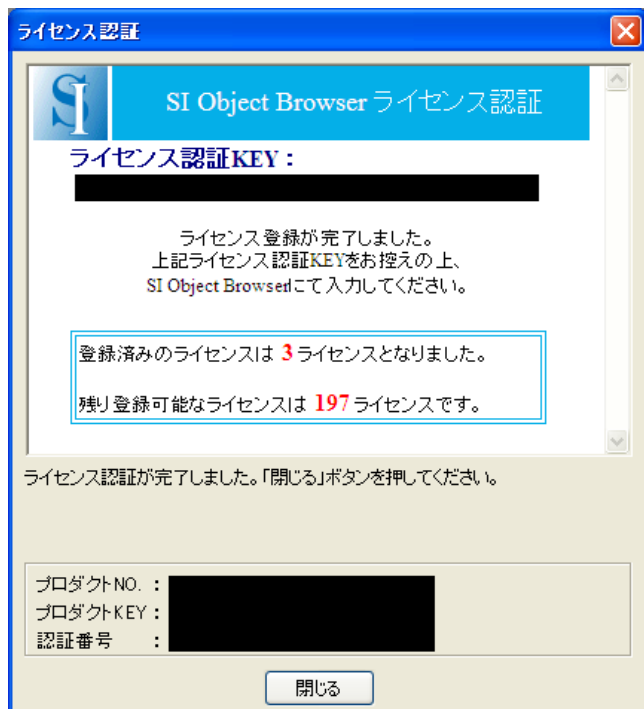 ライセンス認証
SI
SI Object Browser ライセンス認証
ライセンス認証KEY：
ライセンス登録が完了しました。
上記ライセンス認証KEYをお控えの上、
SI Object Browserにて入力してください。
登録済みのライセンスは 3 ライセンスとなりました。
残り登録可能なライセンスは 197 ライセンスです。
ライセンス認証が完了しました。「閉じる」ボタンを押してください。
プロダクトNO. :
プロダクトKEY :
認証番号 :
閉じる